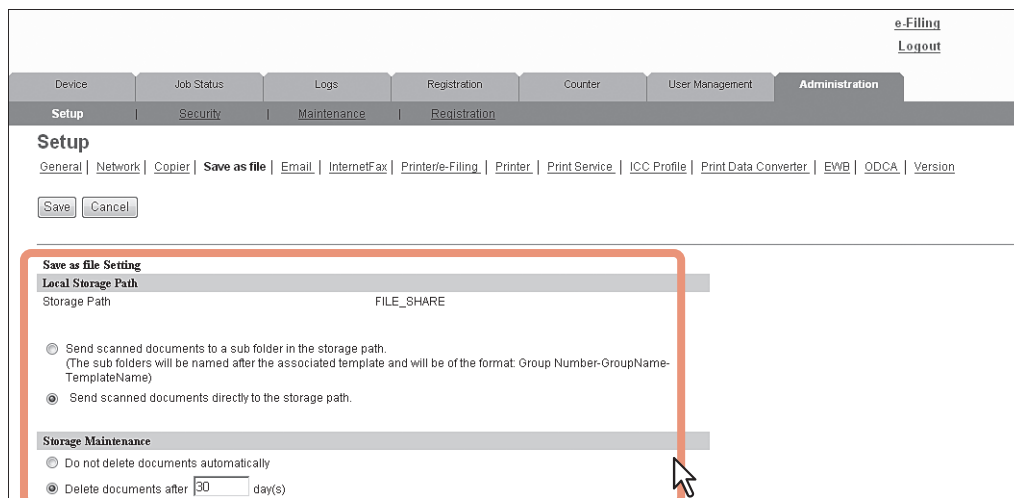 e-Filing
Logout
Device Job Status Logs Registration Counter User Management Administration
Setup | Security | Maintenance | Registration
Setup
General | Network | Copier | Save as file | Email | InternetFax | Printer/e-Filing | Printer | Print Service | ICC Profile | Print Data Converter | EWB | ODCA | Version
Save Cancel
Save as file Setting
Local Storage Path
Storage Path FILE_SHARE
Send scanned documents to a sub folder in the storage path.
(The sub folders will be named after the associated template and will be of the format: Group Number-GroupName-
TemplateName)
Send scanned documents directly to the storage path.
Storage Maintenance
Do not delete documents automatically
Delete documents after 30 day(s)